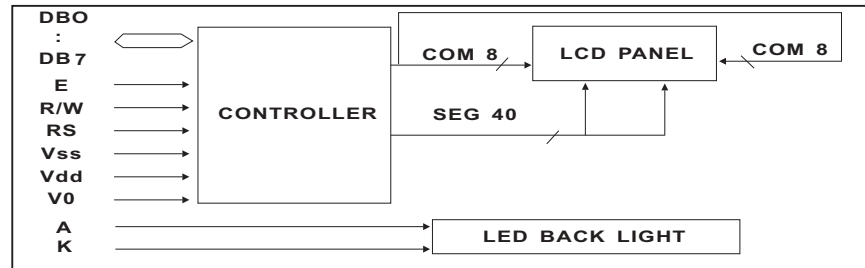 DBO
:
DB7
E
R/W
RS
Vss
Vdd
V0
A
K
CONTROLLER
COM 8
SEG 40
LCD PANEL
COM 8
LED BACK LIGHT